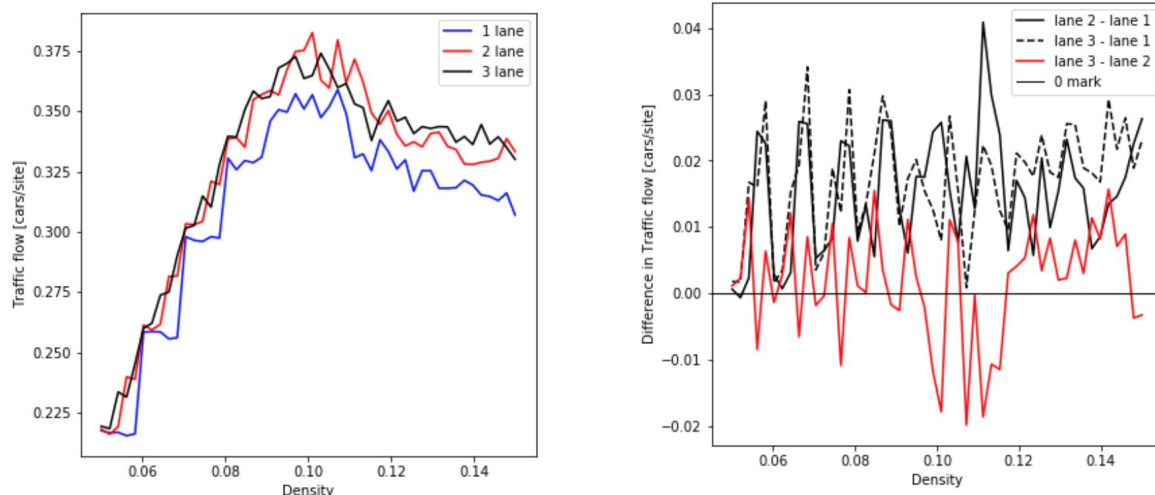 Traffic flow [cars/site]
0.375
0.350
0.325
0.300
0.275
0.250
0.225
0.06
0.08
0.10
0.12
0.14
Density
1 lane
2 lane
3 lane
Difference in Traffic flow [cars/site]
0.04
0.03
0.02
0.01
0.00
−0.01
−0.02
0.06
0.08
0.10
0.12
0.14
Density
lane 2 - lane 1
lane 3 - lane 1
lane 3 - lane 2
0 mark